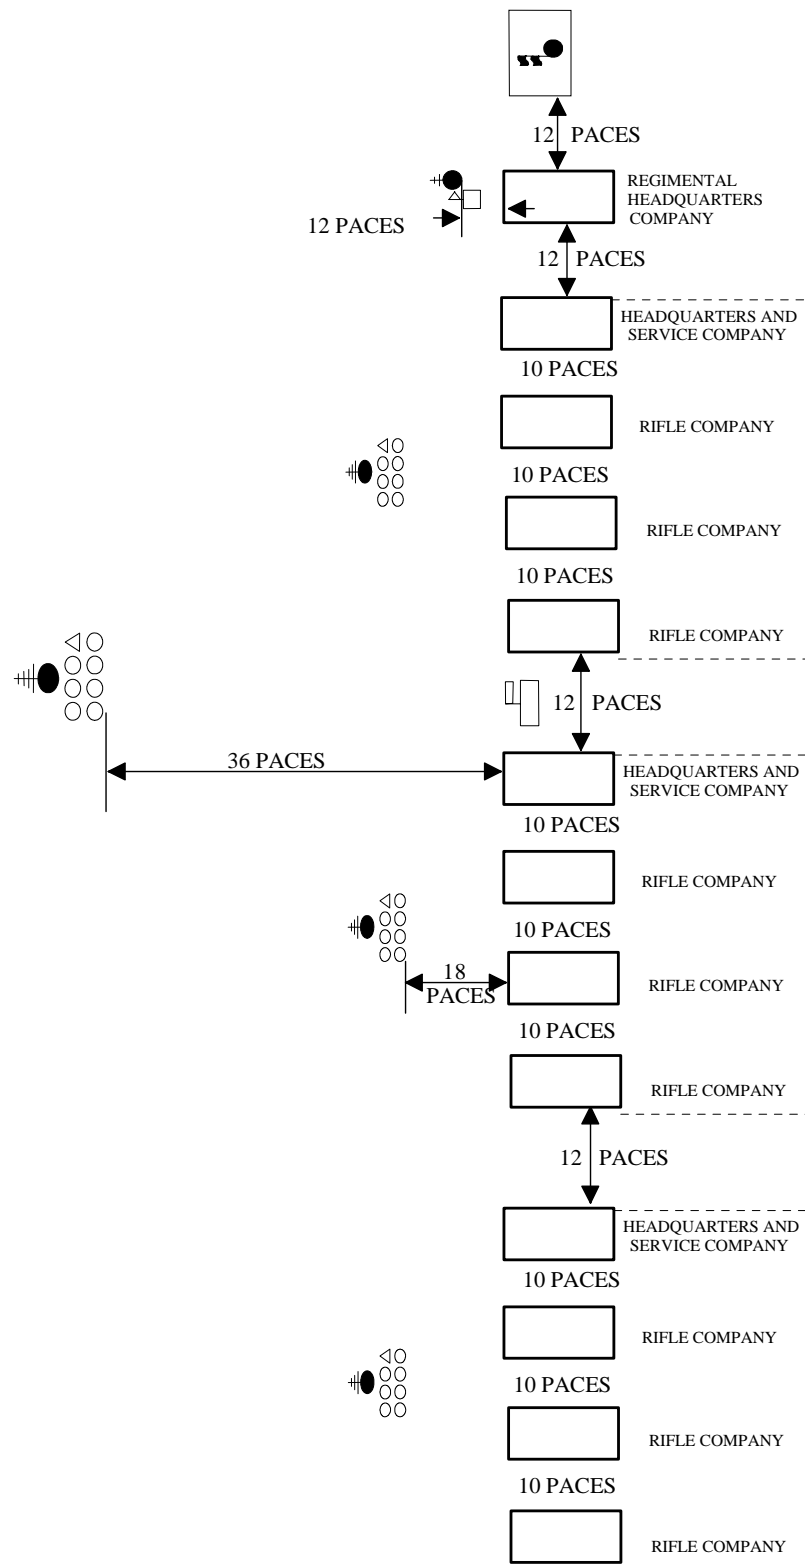 12 PACES
REGIMENTAL
HEADQUARTERS
COMPANY
12 PACES
12 PACES
HEADQUARTERS AND
SERVICE COMPANY
10 PACES
RIFLE COMPANY
10 PACES
RIFLE COMPANY
10 PACES
RIFLE COMPANY
12 PACES
36 PACES
HEADQUARTERS AND
SERVICE COMPANY
10 PACES
RIFLE COMPANY
10 PACES
18
PACES
RIFLE COMPANY
10 PACES
RIFLE COMPANY
12 PACES
HEADQUARTERS AND
SERVICE COMPANY
10 PACES
RIFLE COMPANY
10 PACES
RIFLE COMPANY
10 PACES
RIFLE COMPANY